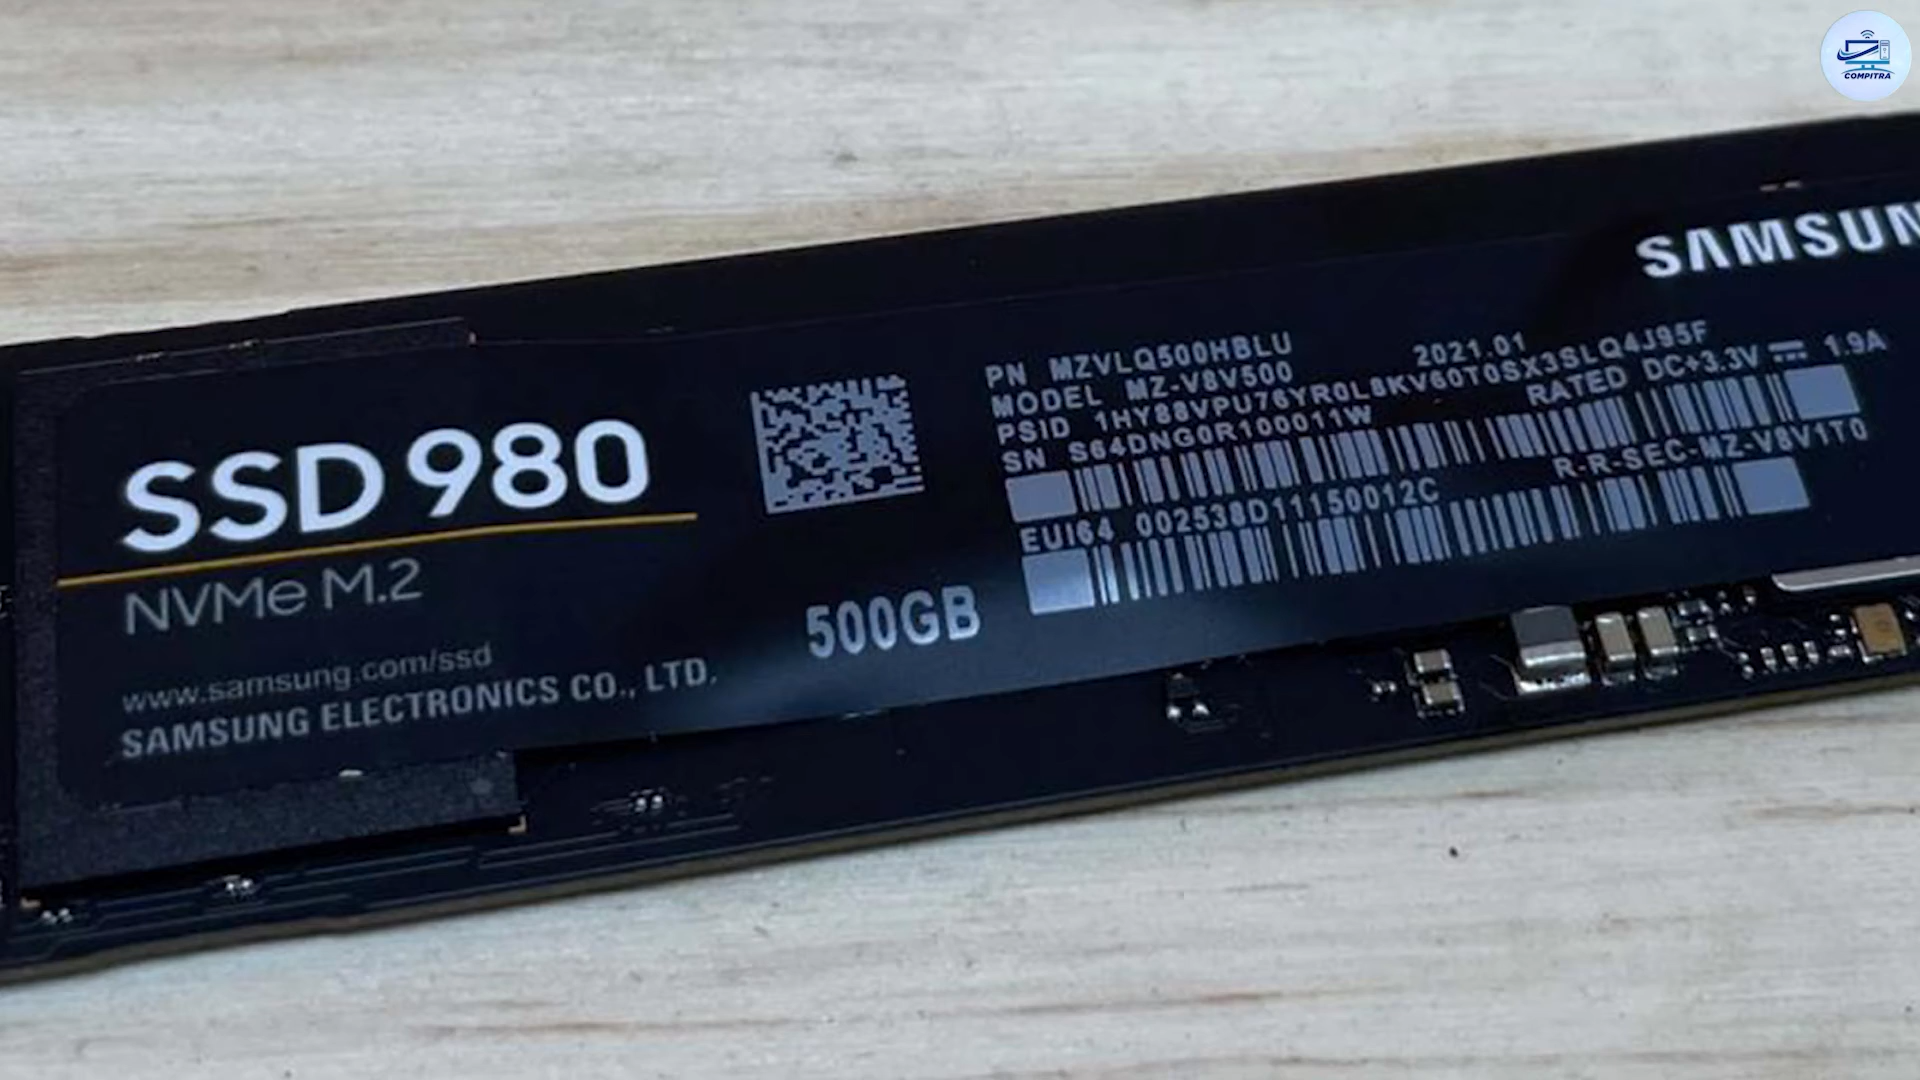 COMPITRA
SAMSUN
SSD 980
NVMe M.2
www.samsung.com/ssd
SAMSUNG ELECTRONICS CO., LTD.
500GB
PN MZVLQ500HBLU 2021.01
MODEL MZ-V8V500
PSID 1HY88VPU76YR0L8KV60T0SX3SLQ4J95F
SN S64DNG0R100011W RATED DC+3.3V ⎓ 1.9A
EUI64 002538D11150012C R-R-SEC-MZ-V8V1T0